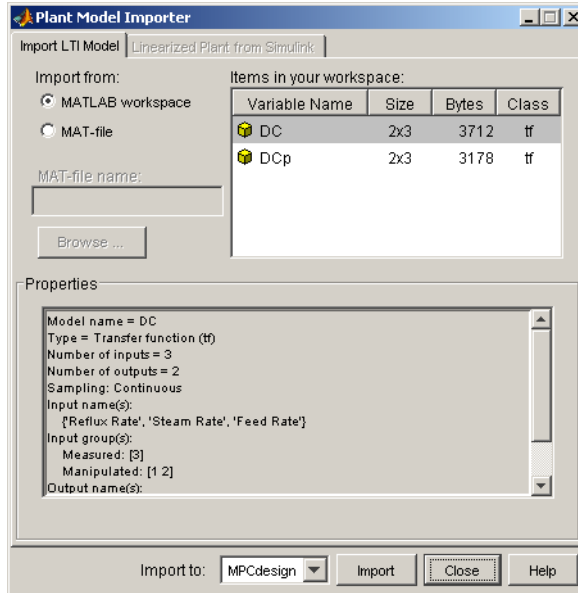 Plant Model Importer
Import LTI Model Linearized Plant from Simulink
Import from:
MATLAB workspace
MAT-file
MAT-file name:
Browse ...
Items in your workspace:
Variable Name Size Bytes Class
DC 2x3 3712 tf
DCp 2x3 3178 tf
Properties
Model name = DC
Type = Transfer function (tf)
Number of inputs = 3
Number of outputs = 2
Sampling: Continuous
Input name(s):
{'Reflux Rate', 'Steam Rate', 'Feed Rate'}
Input group(s):
Measured: [3]
Manipulated: [1 2]
Output name(s):
Import to: MPCdesign Import Close Help